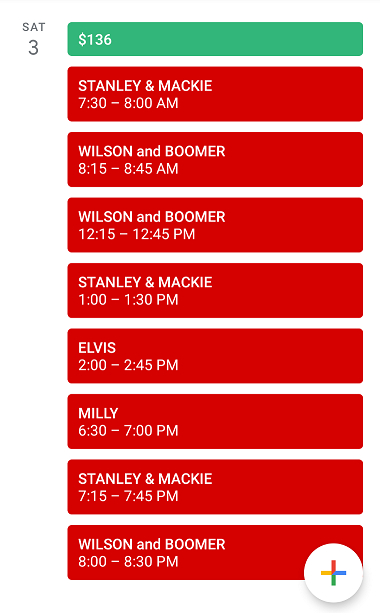 SAT
3
$136
STANLEY & MACKIE
7:30 – 8:00 AM
WILSON and BOOMER
8:15 – 8:45 AM
WILSON and BOOMER
12:15 – 12:45 PM
STANLEY & MACKIE
1:00 – 1:30 PM
ELVIS
2:00 – 2:45 PM
MILLY
6:30 – 7:00 PM
STANLEY & MACKIE
7:15 – 7:45 PM
WILSON and BOOMER
8:00 – 8:30 PM